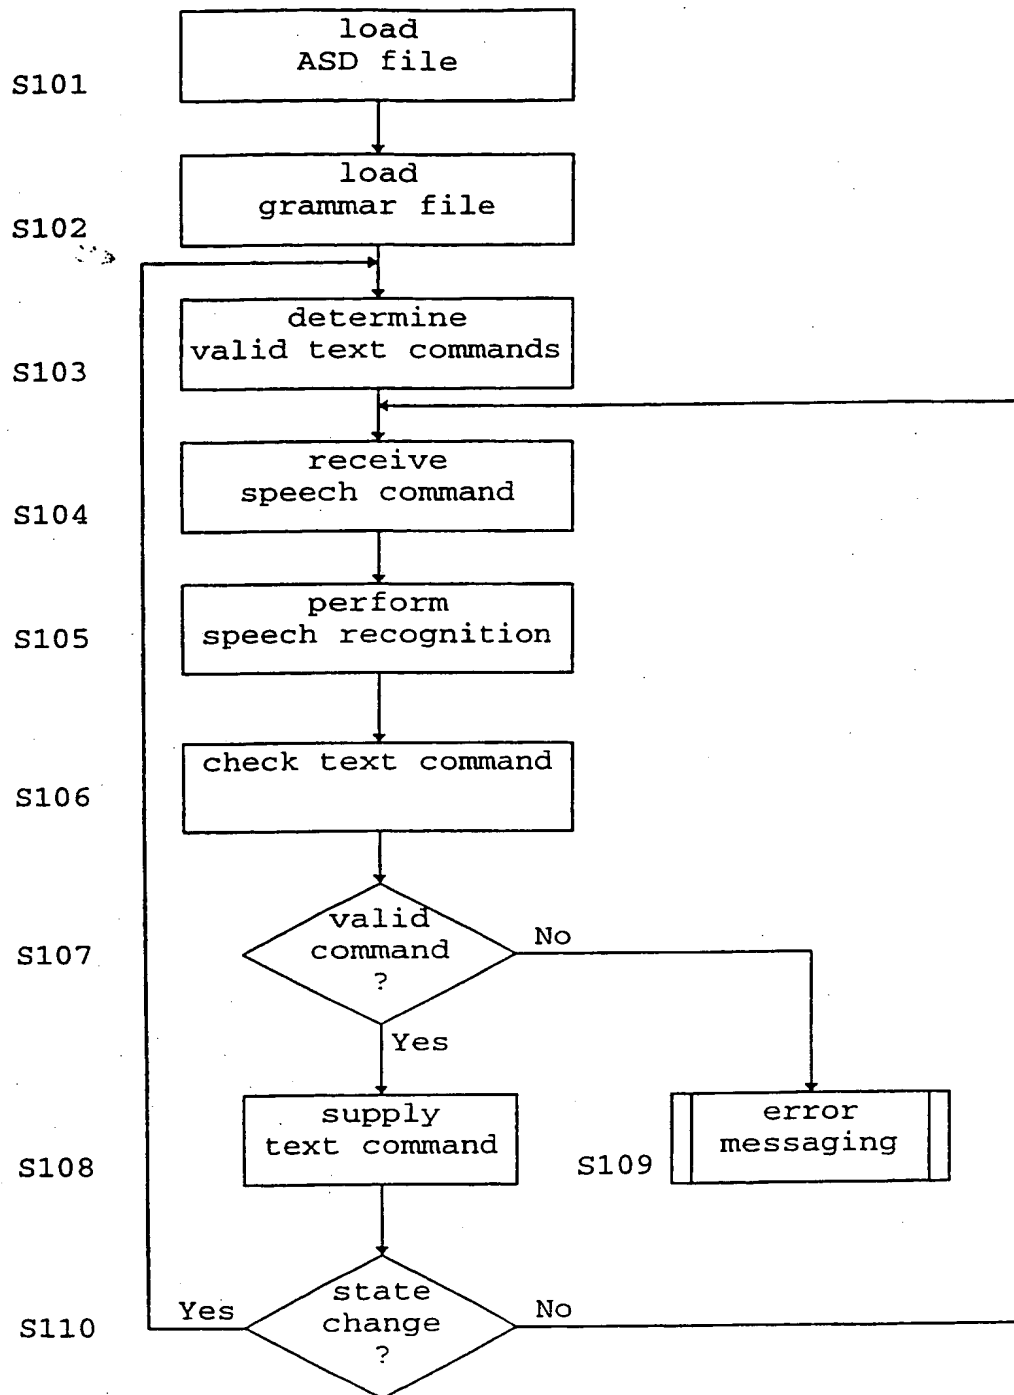 load
ASD file
S101
load
grammar file
S102
determine
valid text commands
S103
receive
speech command
S104
perform
speech recognition
S105
check text command
S106
valid
command
?
No
S107
Yes
supply
text command
S108
error
messaging
S109
state
change
?
Yes
No
S110